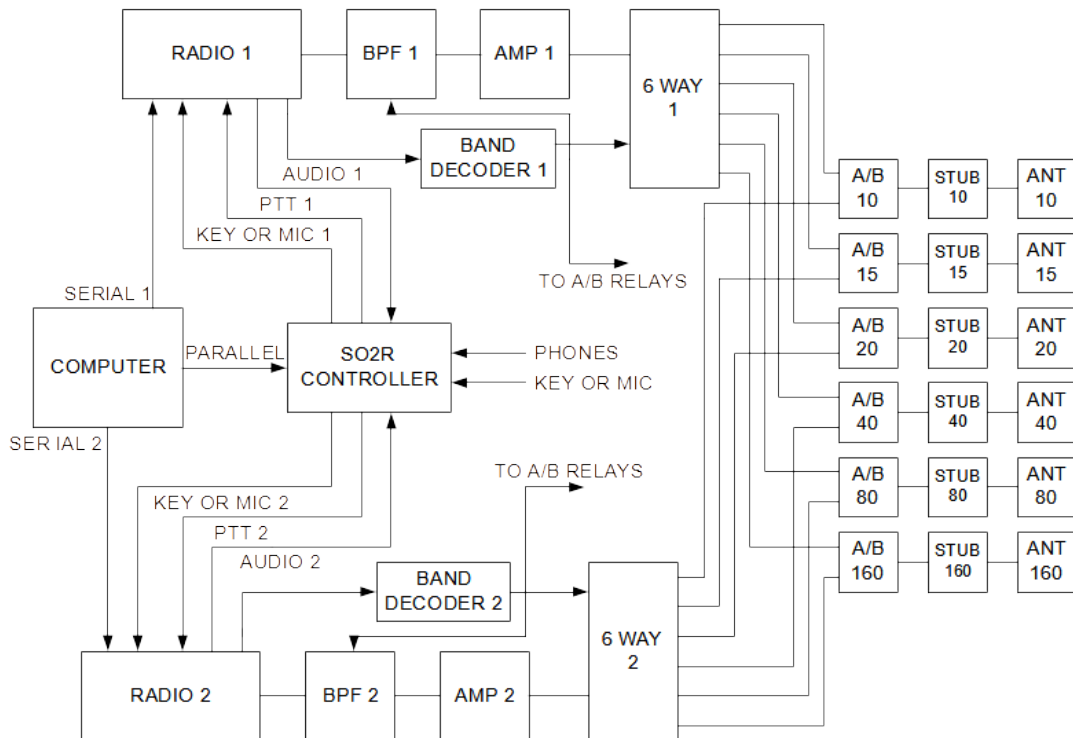 RADIO 1
BPF 1
AMP 1
6 WAY
1
BAND
DECODER 1
AUDIO 1
PTT 1
KEY OR MIC 1
A/B
10
STUB
10
ANT
10
TO A/B RELAYS
A/B
15
STUB
15
ANT
15
SERIAL 1
COMPUTER
PARALLEL
SO2R
CONTROLLER
PHONES
KEY OR MIC
A/B
20
STUB
20
ANT
20
A/B
40
STUB
40
ANT
40
SER IAL 2
TO A/B RELAYS
A/B
80
STUB
80
ANT
80
KEY OR MIC 2
PTT 2
AUDIO 2
A/B
160
STUB
160
ANT
160
BAND
DECODER 2
6 WAY
2
RADIO 2
BPF 2
AMP 2